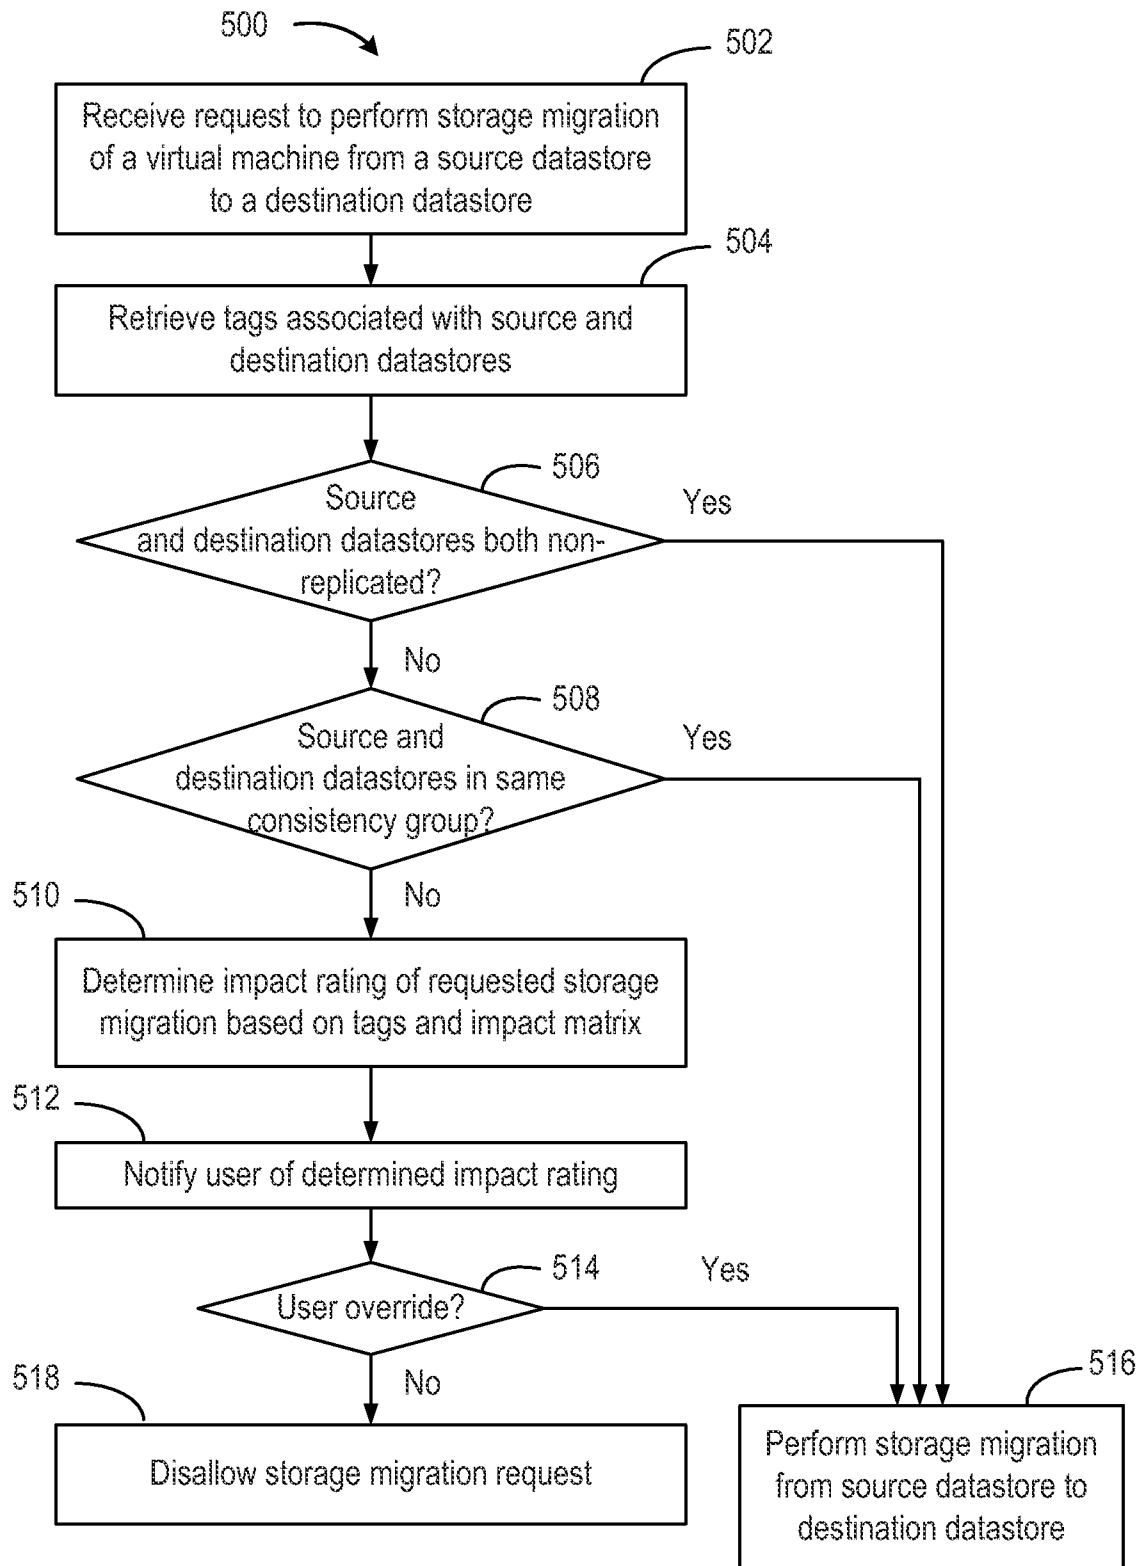 500
502
Receive request to perform storage migration
of a virtual machine from a source datastore
to a destination datastore
504
Retrieve tags associated with source and
destination datastores
506
Source
and destination datastores both non-
replicated?
Yes
No
508
Source and
destination datastores in same
consistency group?
Yes
No
510
Determine impact rating of requested storage
migration based on tags and impact matrix
512
Notify user of determined impact rating
514
User override?
Yes
No
518
Disallow storage migration request
516
Perform storage migration
from source datastore to
destination datastore